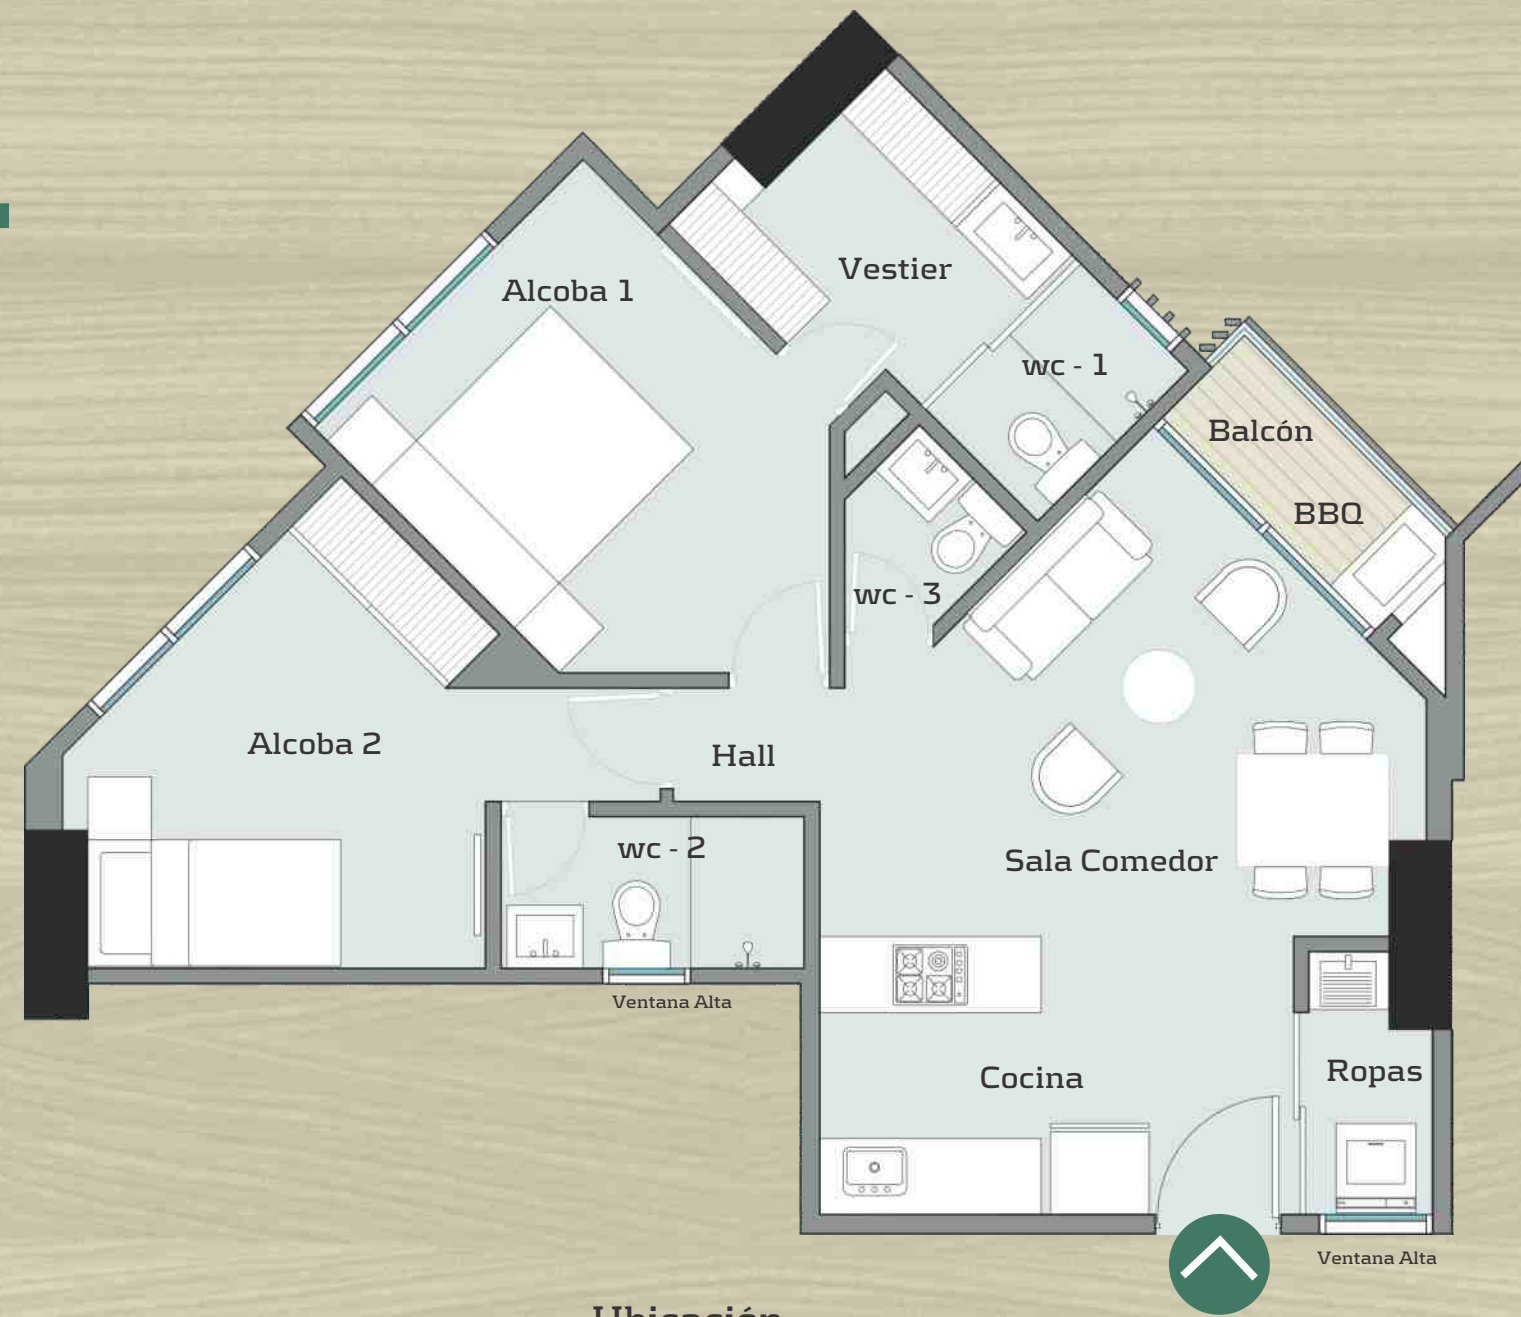 Alcoba 1
Vestier
wc - 1
Balcón
BBQ
wc - 3
Alcoba 2
Hall
wc - 2
Sala Comedor
Ventana Alta
Cocina
Ropas
Ventana Alta
Ubicación